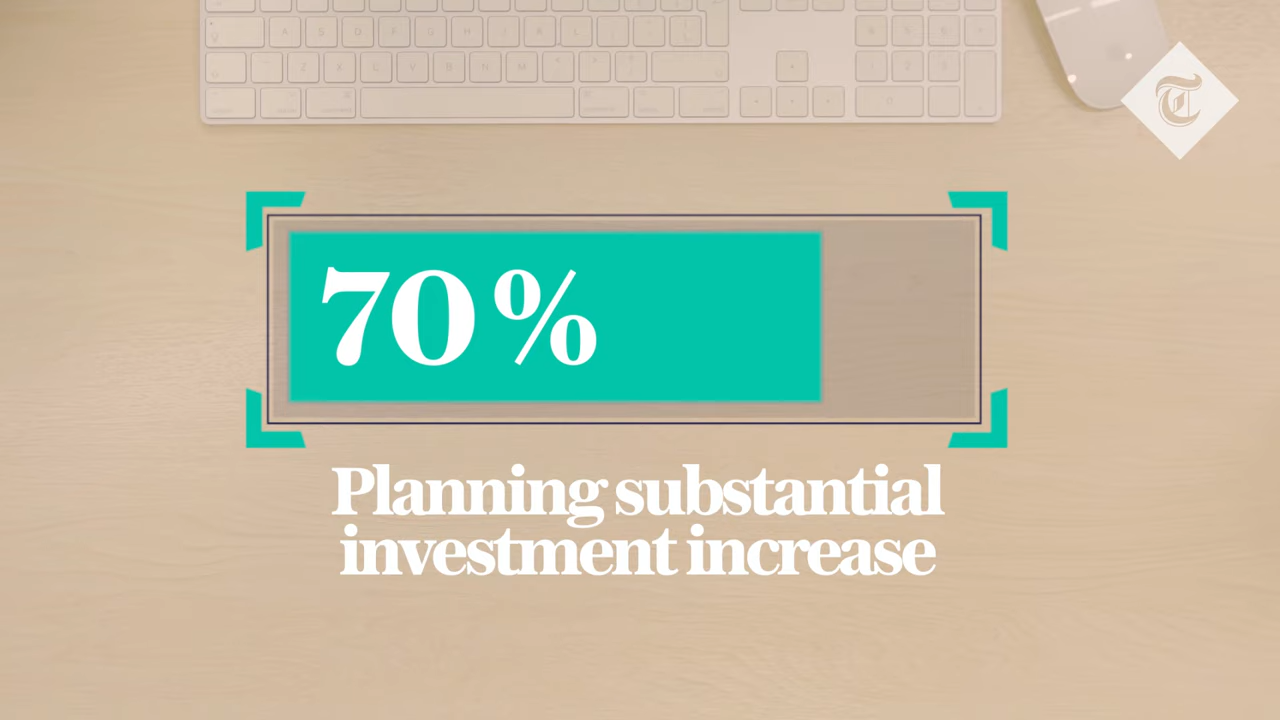 T
A S D F G H J K L
Z X C V B N M
70%
Planning substantial
investment increase